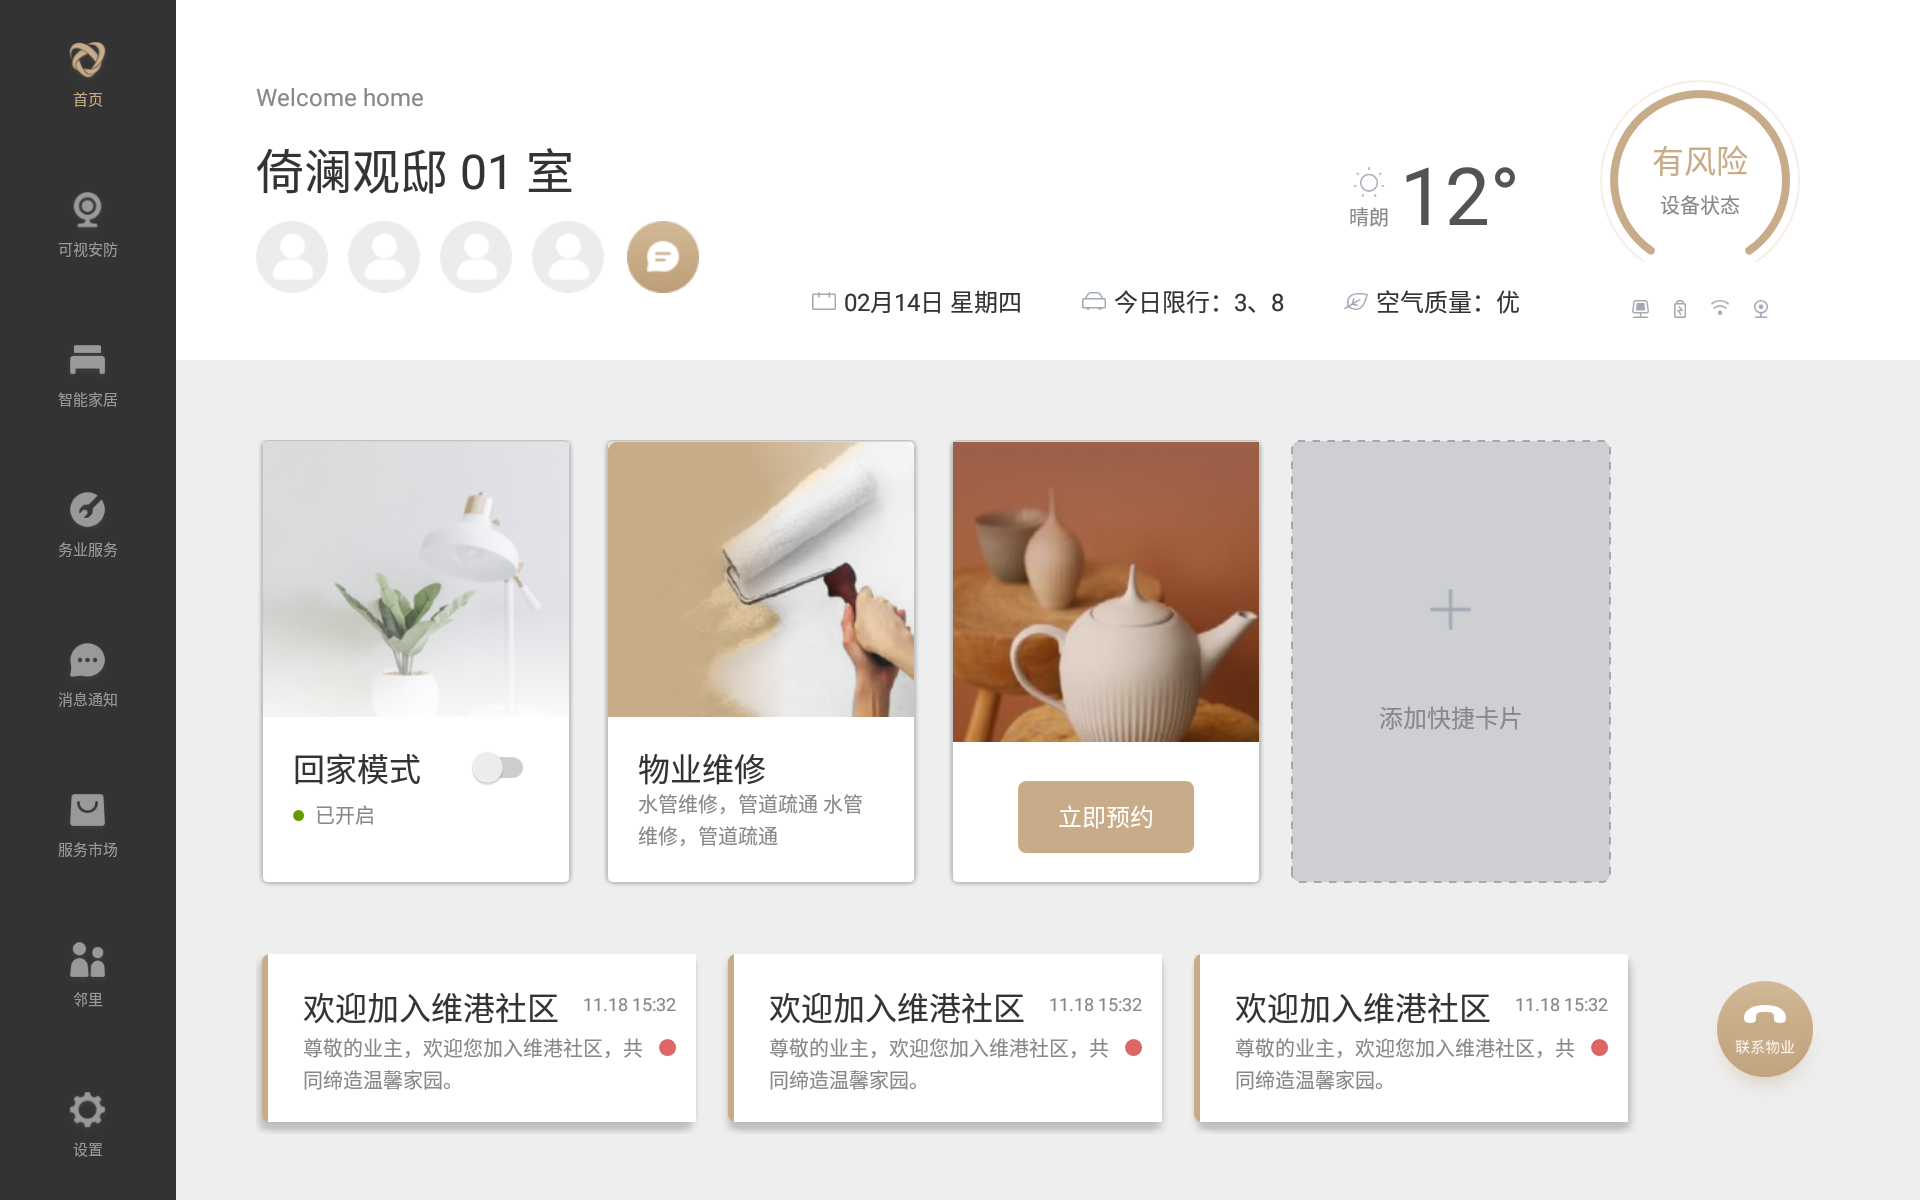 首页
可视安防
智能家居
务业服务
消息通知
服务市场
邻里
设置
Welcome home
倚澜观邸 01 室
晴朗
12°
有风险
设备状态
02月14日 星期四
今日限行：3、8
空气质量：优
回家模式
已开启
物业维修
水管维修，管道疏通 水管
维修，管道疏通
立即预约
添加快捷卡片
欢迎加入维港社区
11.18 15:32
尊敬的业主，欢迎您加入维港社区，共
同缔造温馨家园。
欢迎加入维港社区
11.18 15:32
尊敬的业主，欢迎您加入维港社区，共
同缔造温馨家园。
欢迎加入维港社区
11.18 15:32
尊敬的业主，欢迎您加入维港社区，共
同缔造温馨家园。
联系物业